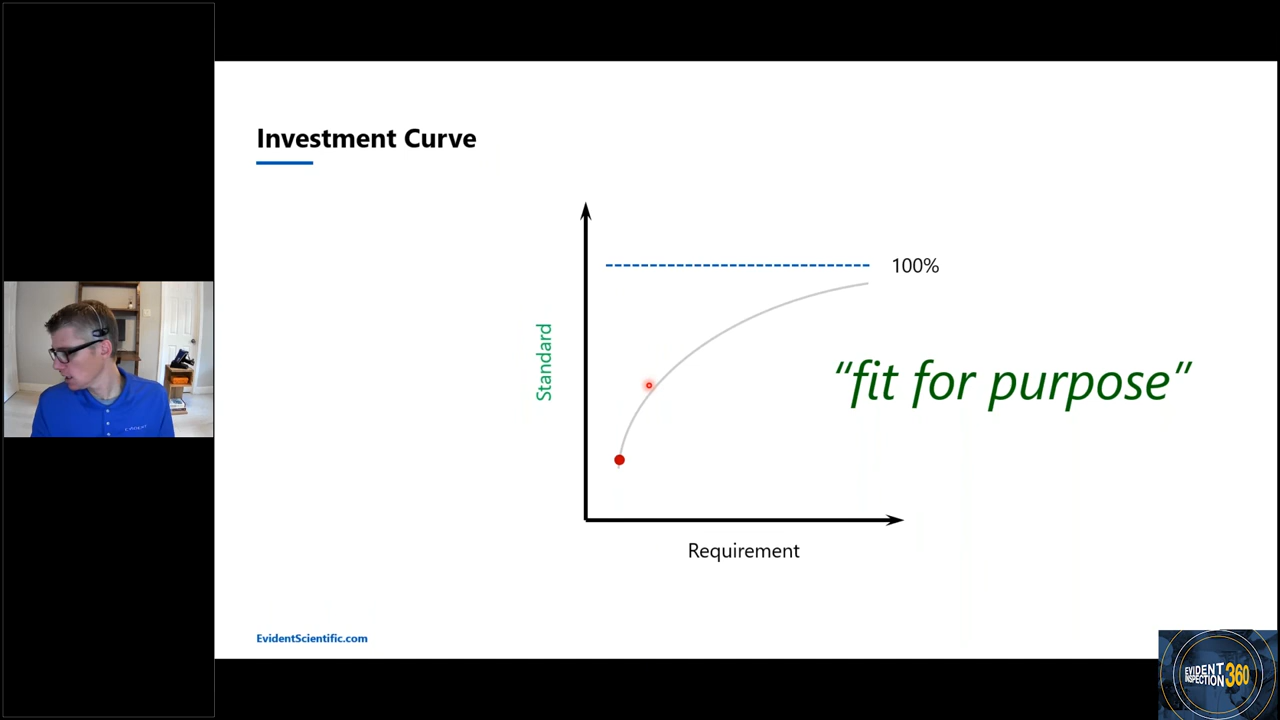 Investment Curve
100%
Standard
“fit for purpose”
Requirement
EvidentScientific.com
EVIDENT
INSPECTION 360